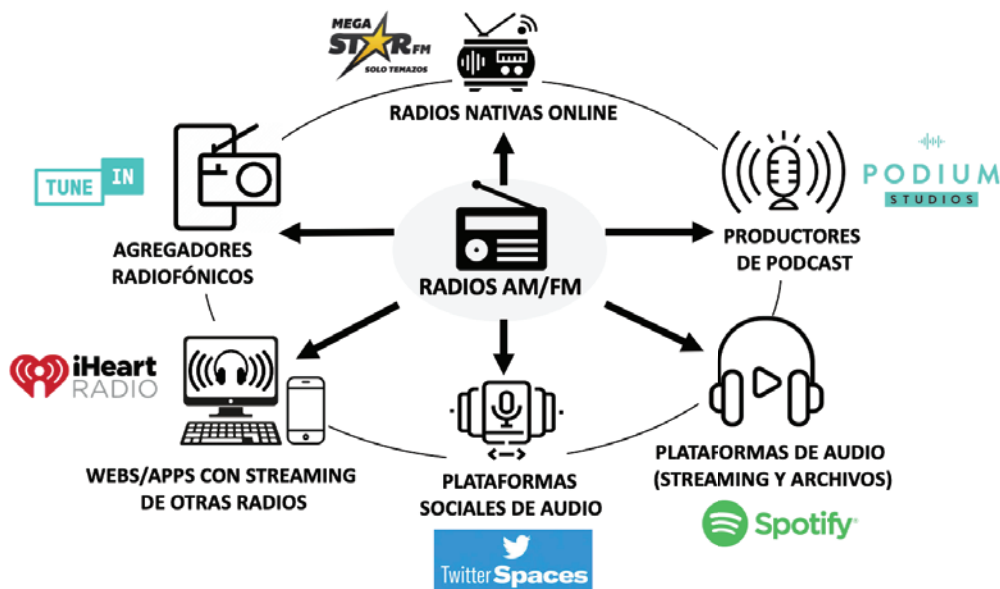 MEGA
STAR FM
SOLO TEMAZOS
RADIOS NATIVAS ONLINE
TUNE IN
AGREGADORES
RADIOFÓNICOS
PODIUM
STUDIOS
PRODUCTORES
DE PODCAST
RADIOS AM/FM
iHeart
RADIO
WEBS/APPS CON STREAMING
DE OTRAS RADIOS
PLATAFORMAS
SOCIALES DE AUDIO
Twitter Spaces
PLATAFORMAS DE AUDIO
(STREAMING Y ARCHIVOS)
Spotify®